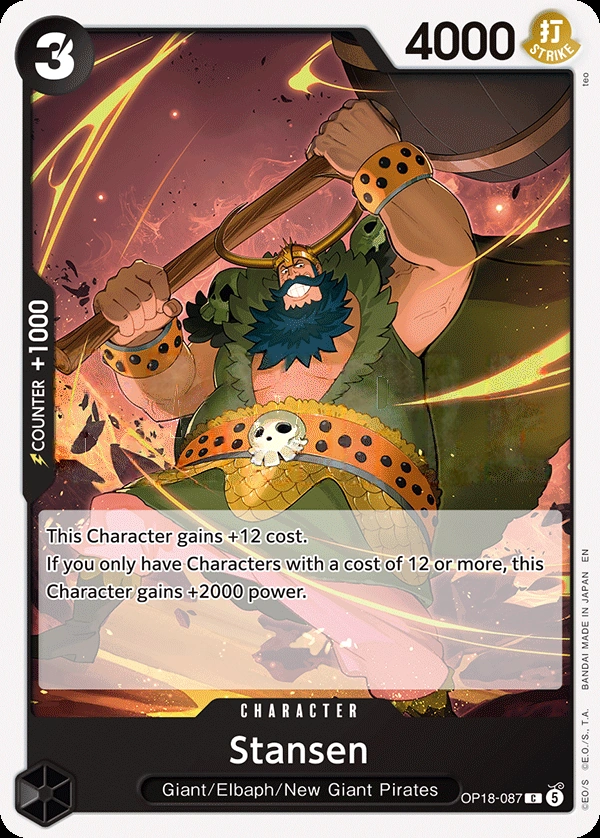 3
4000
打
STRIKE
teo
COUNTER +1000
This Character gains +12 cost.
If you only have Characters with a cost of 12 or more, this
Character gains +2000 power.
CHARACTER
Stansen
Giant/Elbaph/New Giant Pirates
OP18-087 C 5
©E.O./S., T.A. BANDAI MADE IN JAPAN EN
©EO/S